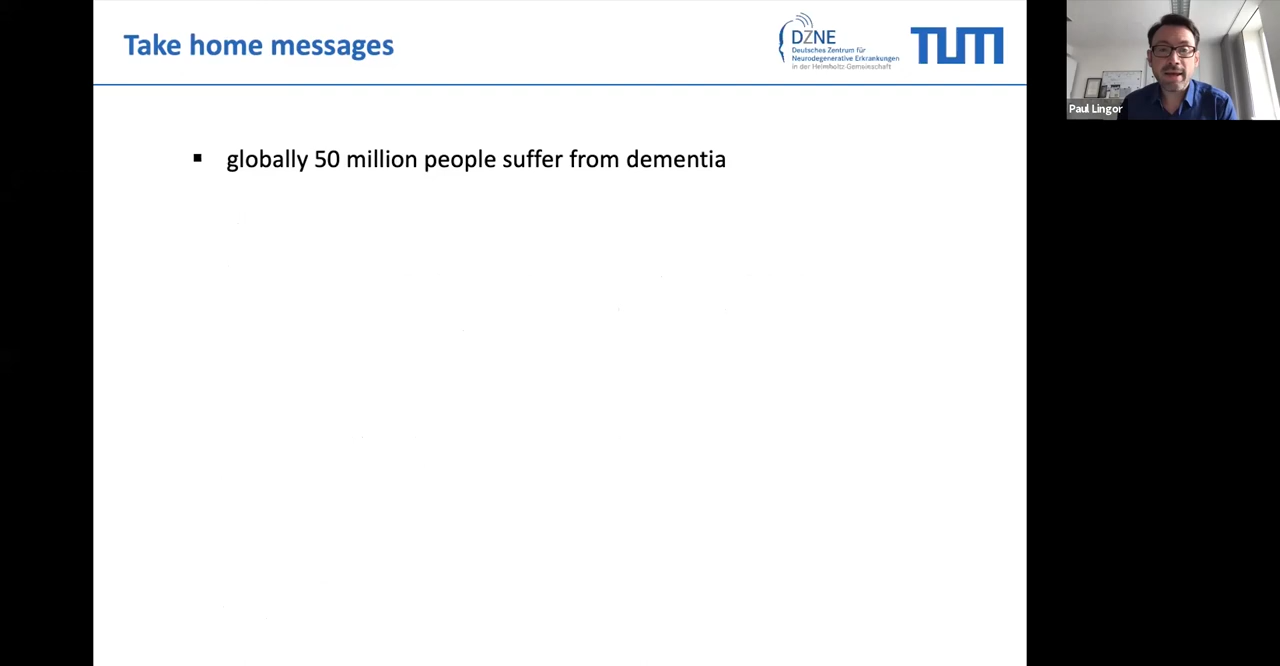 Take home messages
DZNE
Deutsches Zentrum für
Neurodegenerative Erkrankungen
in der Helmholtz Gemeinschaft
TUM
Paul Lingor
▪ globally 50 million people suffer from dementia